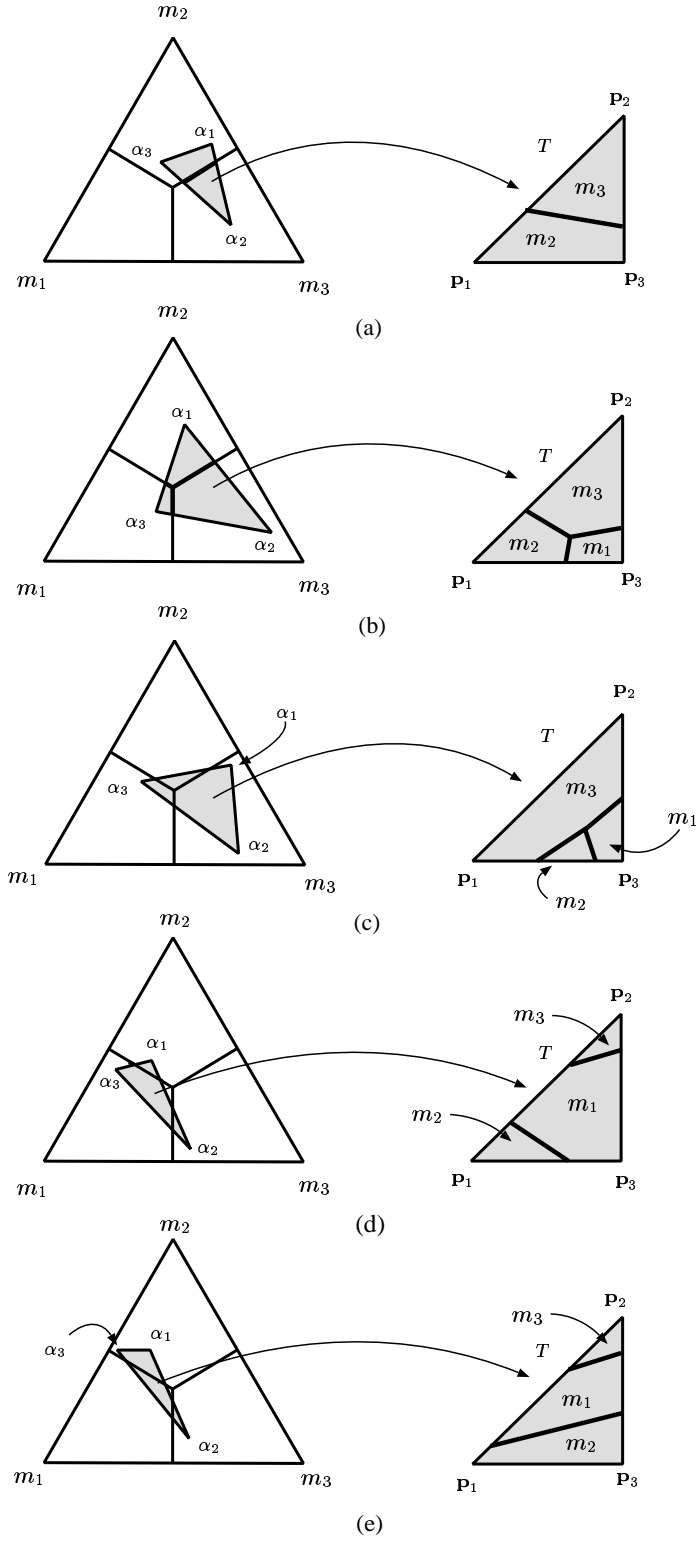 m₂
p₂
α₁
α₃
T
m₃
α₂
m₂
m₁
m₃
p₁
p₃
(a)
m₂
p₂
α₁
T
m₃
α₃
α₂
m₂
m₁
m₁
m₃
p₁
p₃
(b)
m₂
p₂
α₁
T
α₃
m₃
m₁
α₂
m₁
m₃
p₁
p₃
m₂
(c)
m₂
p₂
m₃
α₁
T
α₃
m₁
m₂
α₂
m₁
m₃
p₁
p₃
(d)
m₂
p₂
m₃
α₁
α₃
T
m₁
α₂
m₂
m₁
m₃
p₁
p₃
(e)